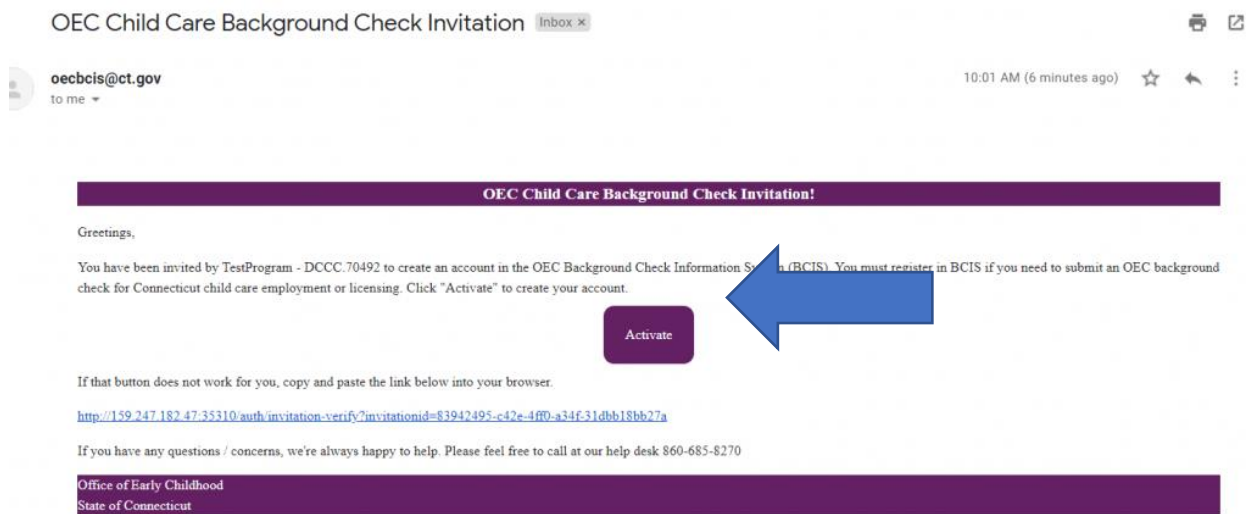 OEC Child Care Background Check Invitation Inbox ×
oecbcis@ct.gov 10:01 AM (6 minutes ago)
to me
OEC Child Care Background Check Invitation!
Greetings,
You have been invited by TestProgram - DCCC.70492 to create an account in the OEC Background Check Information (BCIS). You must register in BCIS if you need to submit an OEC background
check for Connecticut child care employment or licensing. Click "Activate" to create your account.
Activate
If that button does not work for you, copy and paste the link below into your browser.
http://159.247.182.47:35310/auth/invitation-verify?invitationid=83942495-c42e-4ff0-a34f-31dbb18bb27a
If you have any questions / concerns, we're always happy to help. Please feel free to call at our help desk 860-685-8270
Office of Early Childhood
State of Connecticut